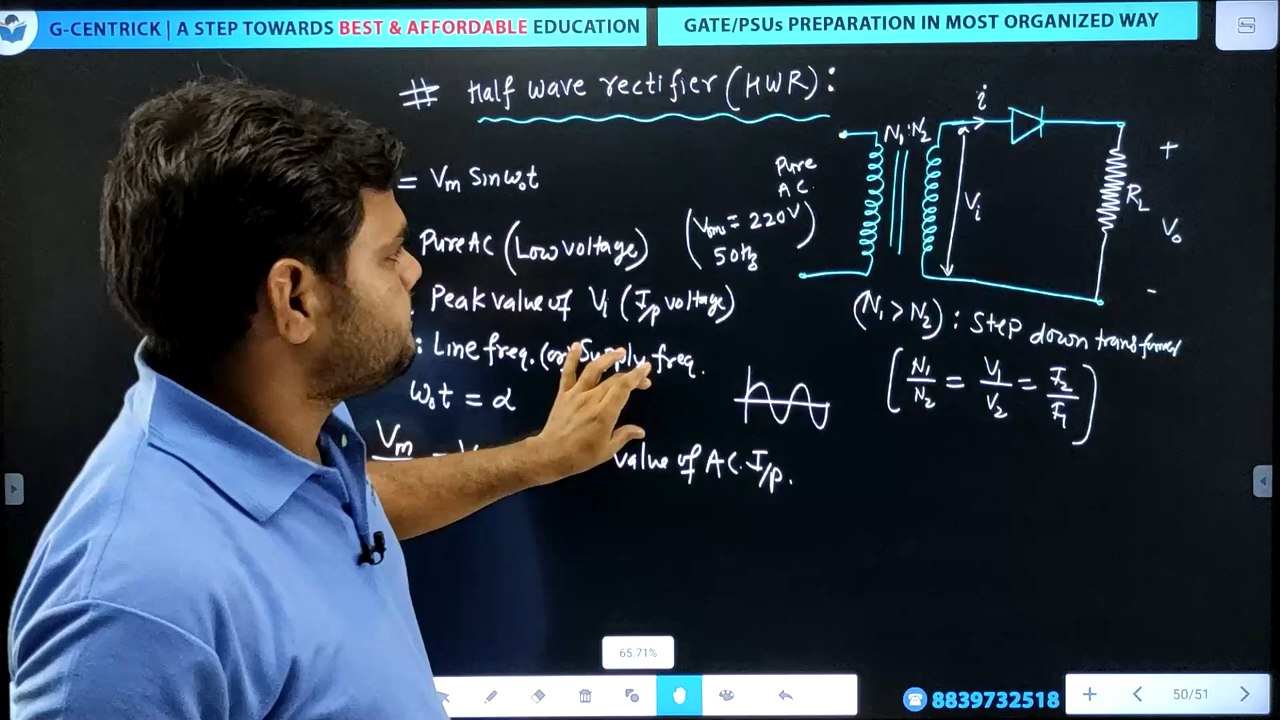 G-CENTRICK | A STEP TOWARDS BEST & AFFORDABLE EDUCATION
GATE/PSUs PREPARATION IN MOST ORGANIZED WAY
# Half wave rectifier (HWR):
= Vm Sinω₀t
Pure AC (Low voltage)
Peak value of Vi (I/p voltage)
: Line freq. (or) Supply freq.
ω₀t = α
Vm
value of AC. I/p.
Pure
AC.
(Vrms = 220V
50Hz)
N₁:N₂
i
Vi
RL
+
Vo
-
(N₁ > N₂): Step down transformer
[N₁/N₂ = V₁/V₂ = I₂/I₁]
65.71%
8839732518
50/51